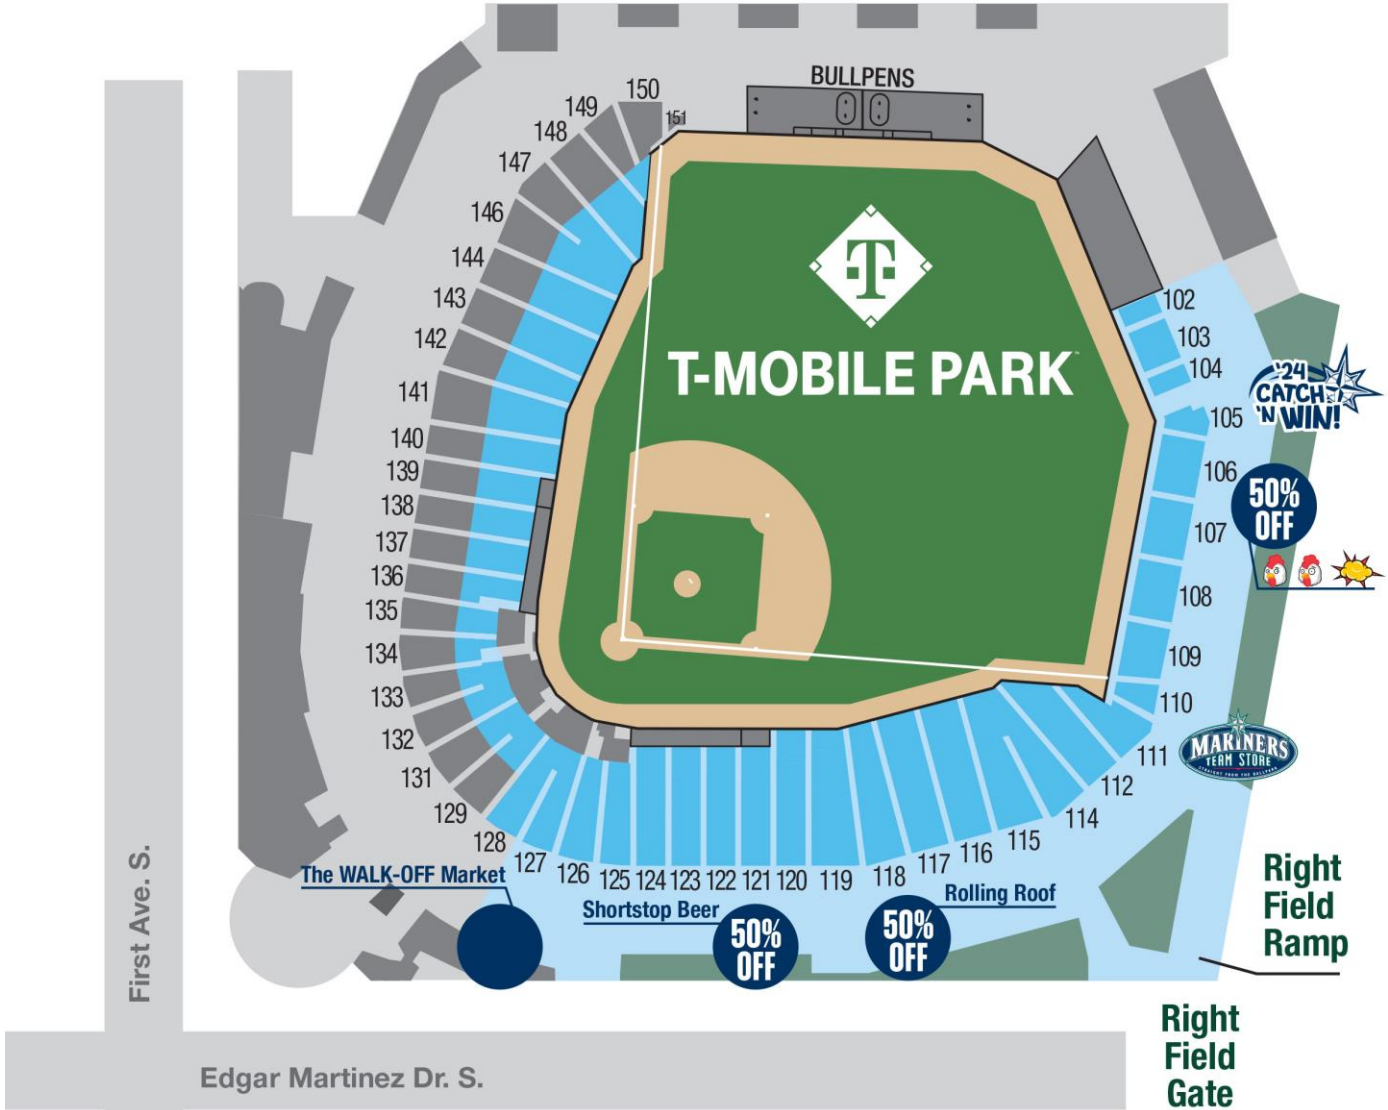 BULLPENS
150
151
149
148
147
146
144
143
142
141
140
139
138
137
136
135
134
133
132
131
129
128
127
126
125
124
123
122
121
120
119
118
117
116
115
114
112
111
110
109
108
107
106
105
104
103
102
T
T-MOBILE PARK
'24
CATCH
'N WIN!
50%
OFF
MARINERS
TEAM STORE
STRAIGHT FROM THE BALLPARK
The WALK-OFF Market
Shortstop Beer
50%
OFF
50%
OFF
Rolling Roof
Right
Field
Ramp
Right
Field
Gate
First Ave. S.
Edgar Martinez Dr. S.